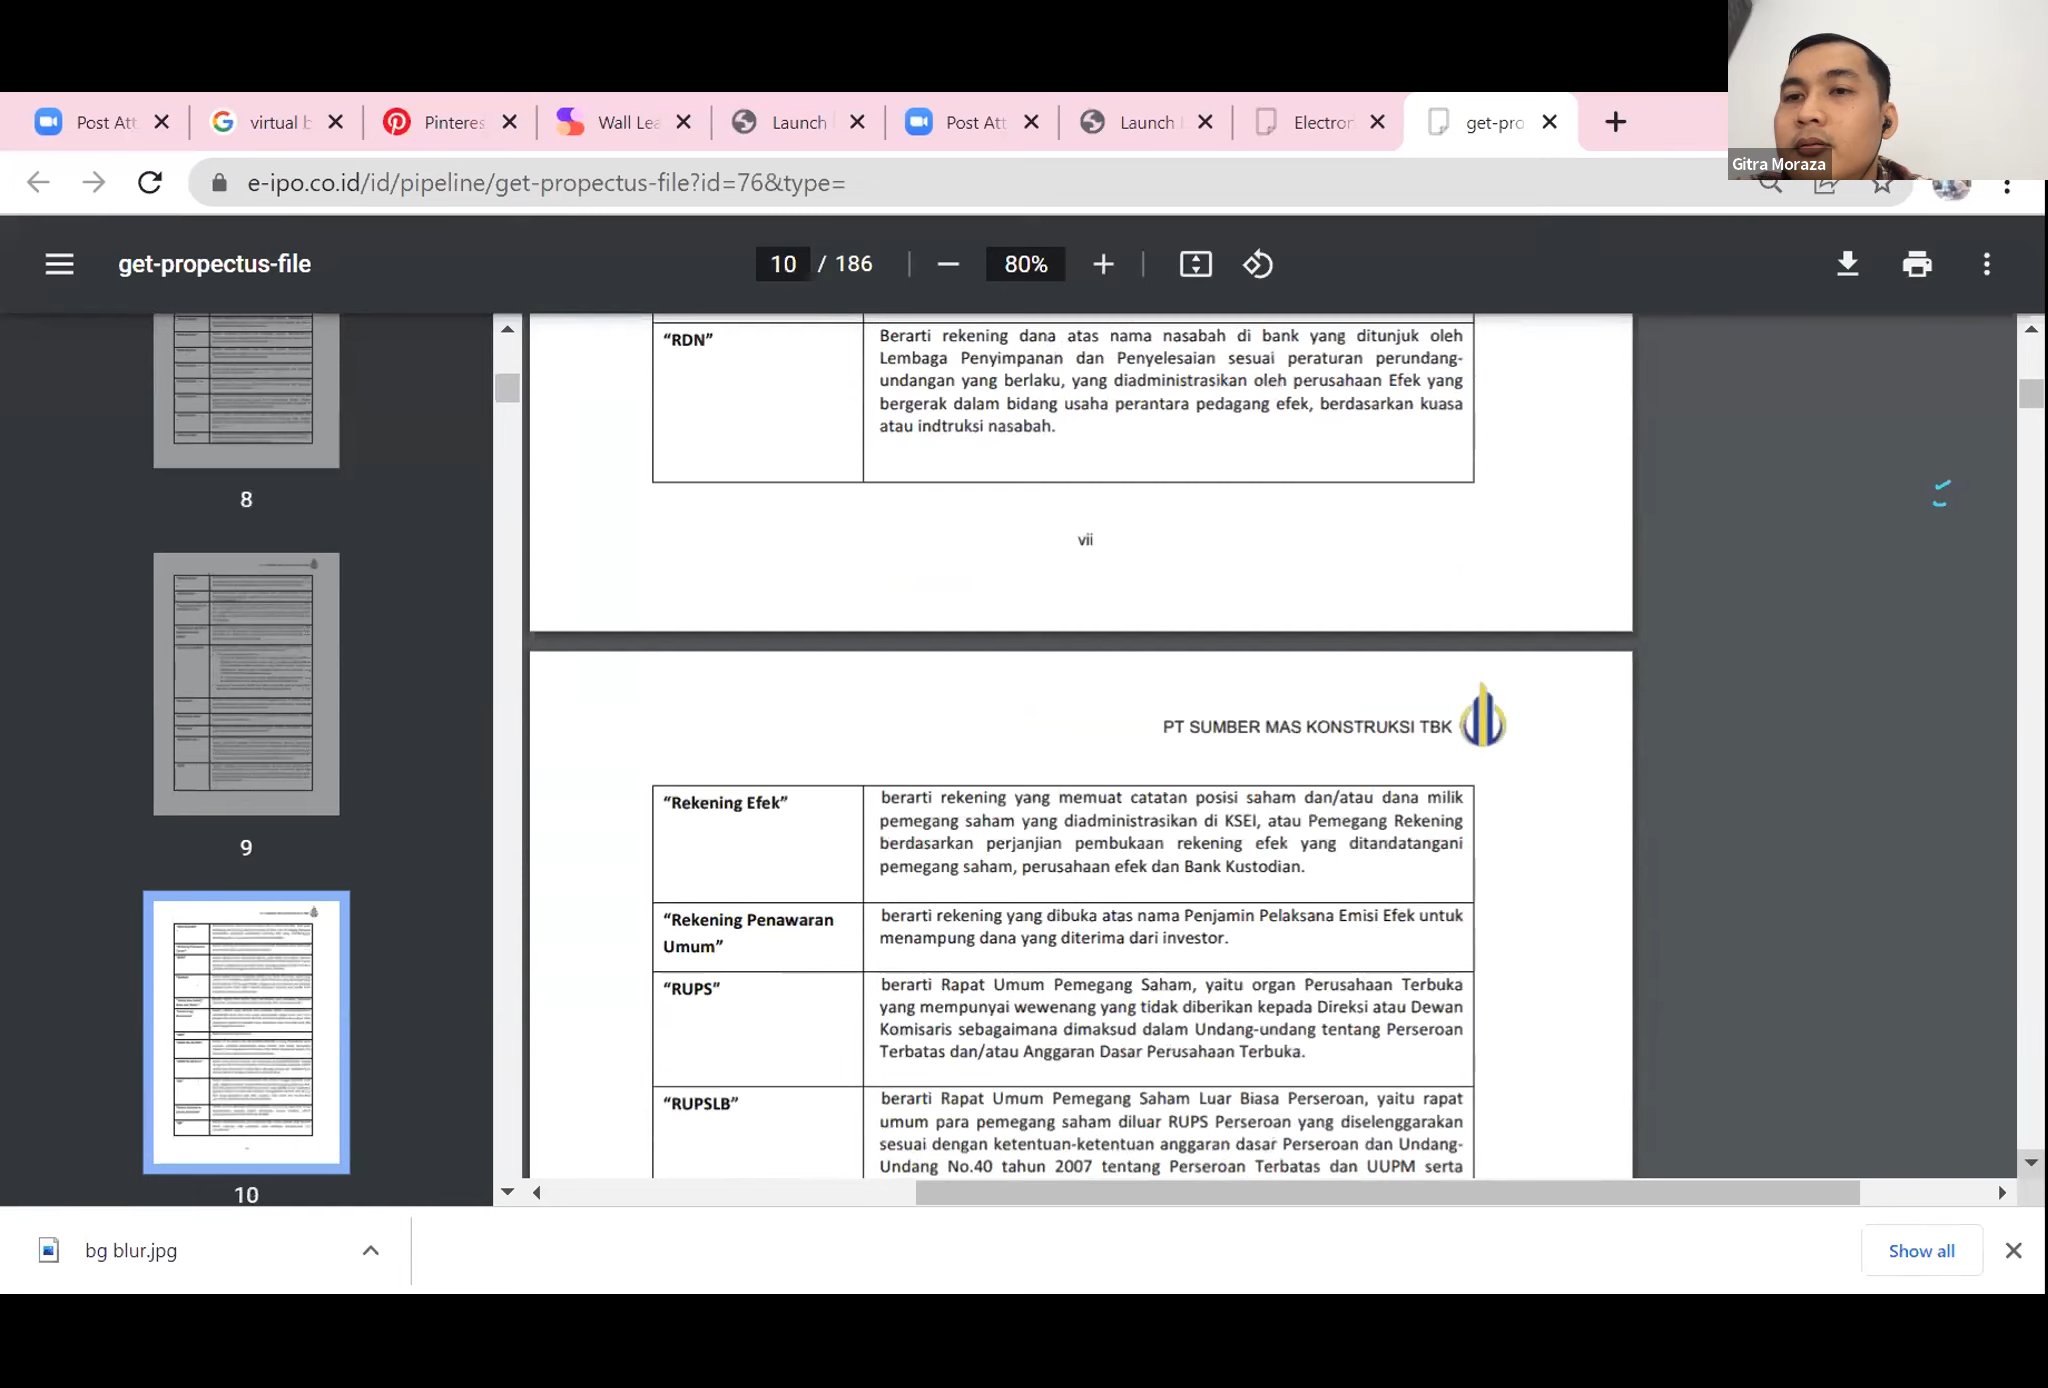 Post Att
virtual b
Pinteres
Wall Lea
Launch
Post Att
Launch
Electron
get-pro
Gitra Moraza
e-ipo.co.id/id/pipeline/get-propectus-file?id=76&type=
get-propectus-file
10 / 186
80%
8
9
10
“RDN”
Berarti rekening dana atas nama nasabah di bank yang ditunjuk oleh
Lembaga Penyimpanan dan Penyelesaian sesuai peraturan perundang-
undangan yang berlaku, yang diadministrasikan oleh perusahaan Efek yang
bergerak dalam bidang usaha perantara pedagang efek, berdasarkan kuasa
atau indtruksi nasabah.
vii
PT SUMBER MAS KONSTRUKSI TBK
“Rekening Efek”
berarti rekening yang memuat catatan posisi saham dan/atau dana milik
pemegang saham yang diadministrasikan di KSEI, atau Pemegang Rekening
berdasarkan perjanjian pembukaan rekening efek yang ditandatangani
pemegang saham, perusahaan efek dan Bank Kustodian.
“Rekening Penawaran
Umum”
berarti rekening yang dibuka atas nama Penjamin Pelaksana Emisi Efek untuk
menampung dana yang diterima dari investor.
“RUPS”
berarti Rapat Umum Pemegang Saham, yaitu organ Perusahaan Terbuka
yang mempunyai wewenang yang tidak diberikan kepada Direksi atau Dewan
Komisaris sebagaimana dimaksud dalam Undang-undang tentang Perseroan
Terbatas dan/atau Anggaran Dasar Perusahaan Terbuka.
“RUPSLB”
berarti Rapat Umum Pemegang Saham Luar Biasa Perseroan, yaitu rapat
umum para pemegang saham diluar RUPS Perseroan yang diselenggarakan
sesuai dengan ketentuan-ketentuan anggaran dasar Perseroan dan Undang-
Undang No.40 tahun 2007 tentang Perseroan Terbatas dan UUPM serta
bg blur.jpg
Show all